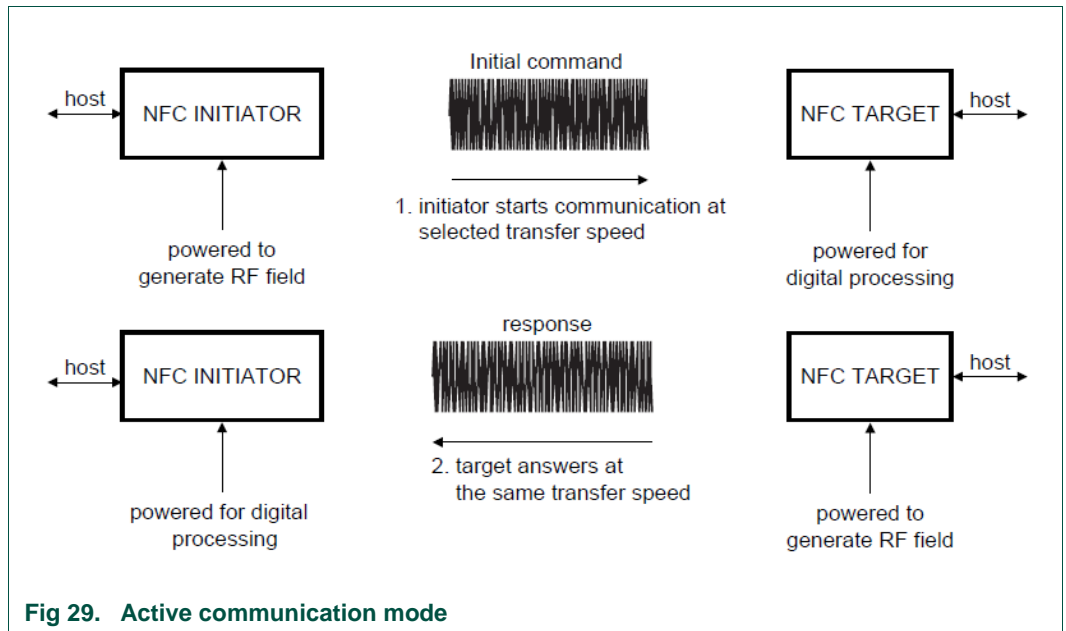 Initial command
host
NFC INITIATOR
NFC TARGET
host
1. initiator starts communication at
selected transfer speed
powered to
generate RF field
powered for
digital processing
response
host
NFC INITIATOR
NFC TARGET
host
2. target answers at
the same transfer speed
powered for digital
processing
powered to
generate RF field
Fig 29. Active communication mode